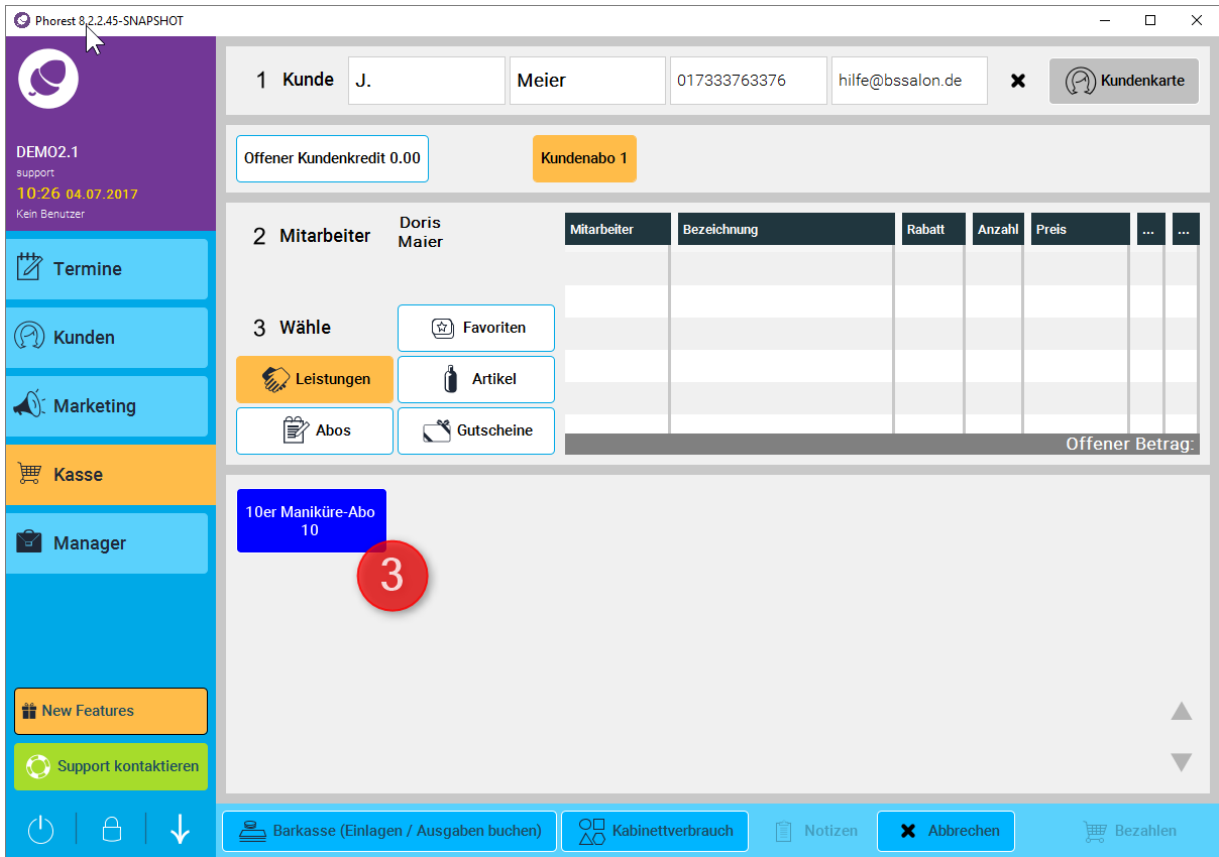 Phorest 8.2.2.45-SNAPSHOT
DEMO2.1
support
10:26 04.07.2017
Kein Benutzer
Termine
Kunden
Marketing
Kasse
Manager
New Features
Support kontaktieren
1 Kunde J. Meier 017333763376 hilfe@bssalon.de Kundenkarte
Offener Kundenkredit 0.00 Kundenabo 1
2 Mitarbeiter Doris
Maier
Mitarbeiter Bezeichnung Rabatt Anzahl Preis ... ...
3 Wähle Favoriten
Leistungen Artikel
Abos Gutscheine
Offener Betrag:
10er Maniküre-Abo
10
3
Barkasse (Einlagen / Ausgaben buchen) Kabinettverbrauch Notizen Abbrechen Bezahlen